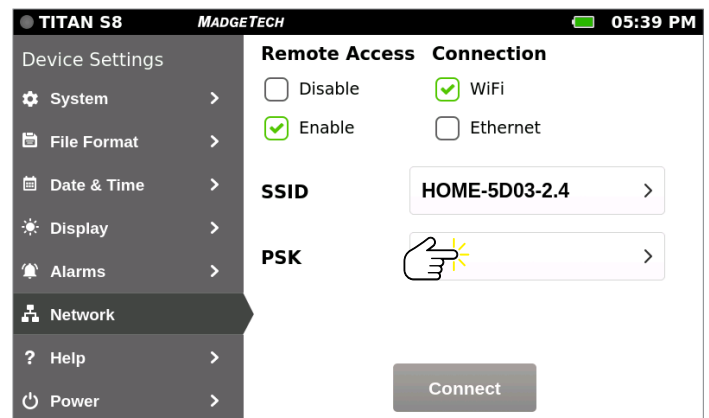 TITAN S8 MADGETECH 05:39 PM
Device Settings
System
File Format
Date & Time
Display
Alarms
Network
Help
Power
Remote Access
Disable
Enable
Connection
WiFi
Ethernet
SSID HOME-5D03-2.4
PSK
Connect